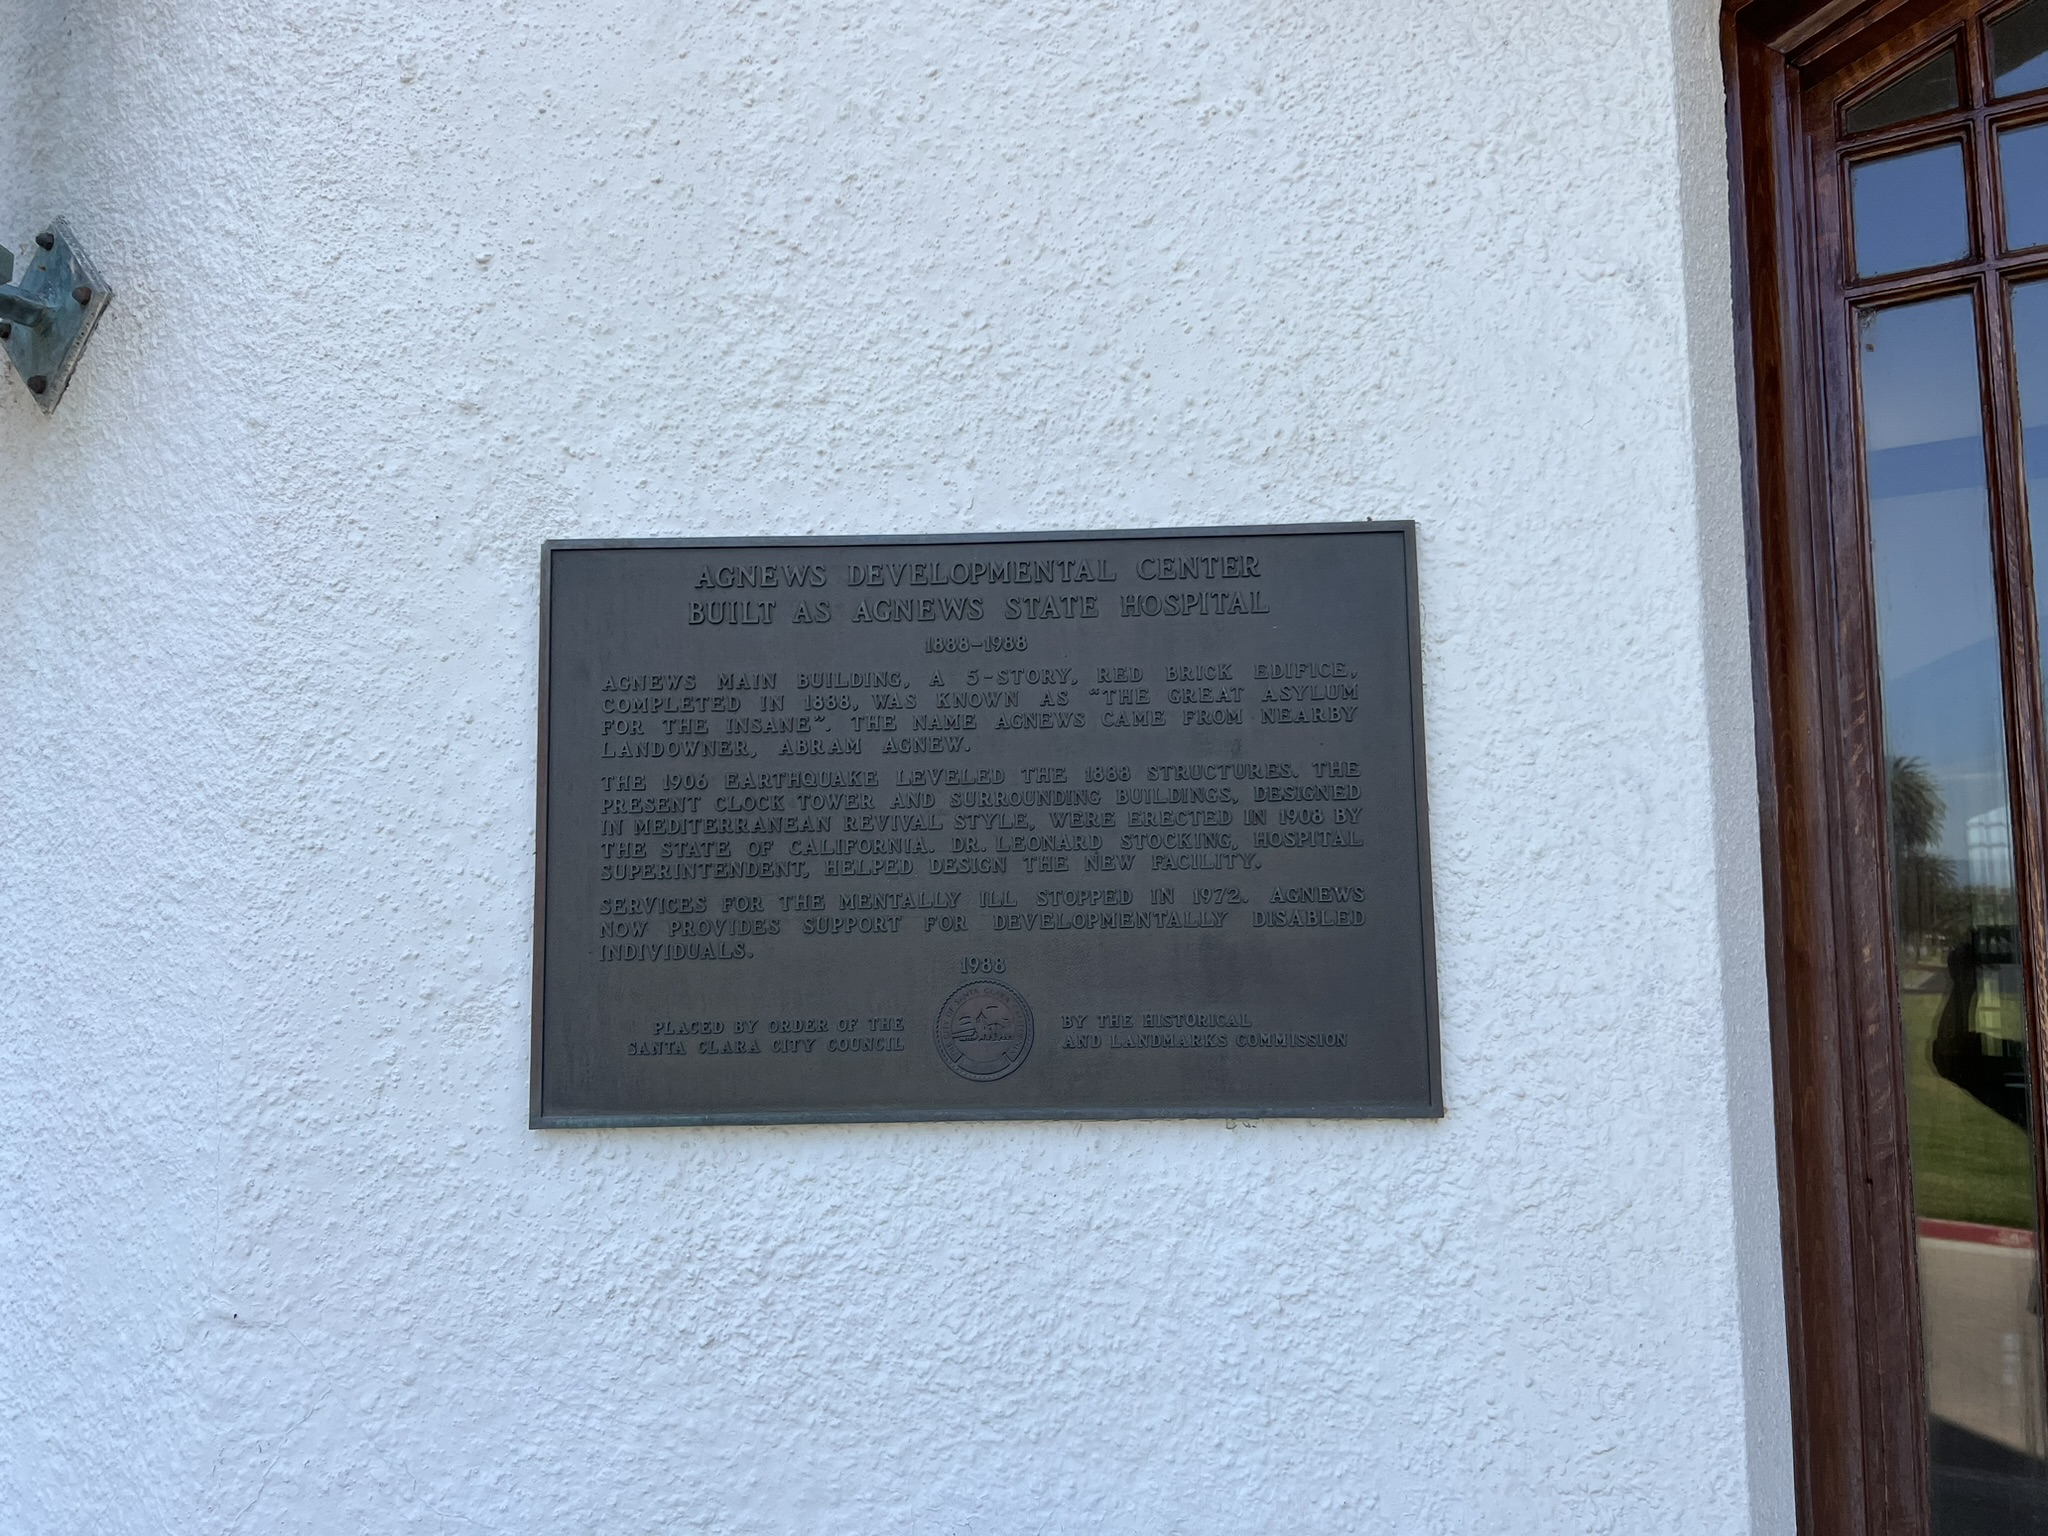 AGNEWS DEVELOPMENTAL CENTER
BUILT AS AGNEWS STATE HOSPITAL
1888-1988
AGNEWS MAIN BUILDING, A 5-STORY, RED BRICK EDIFICE,
COMPLETED IN 1888, WAS KNOWN AS "THE GREAT ASYLUM
FOR THE INSANE". THE NAME AGNEWS CAME FROM NEARBY
LANDOWNER, ABRAM AGNEW.
THE 1906 EARTHQUAKE LEVELED THE 1888 STRUCTURES. THE
PRESENT CLOCK TOWER AND SURROUNDING BUILDINGS, DESIGNED
IN MEDITERRANEAN REVIVAL STYLE, WERE ERECTED IN 1908 BY
THE STATE OF CALIFORNIA. DR. LEONARD STOCKING, HOSPITAL
SUPERINTENDENT, HELPED DESIGN THE NEW FACILITY.
SERVICES FOR THE MENTALLY ILL STOPPED IN 1972. AGNEWS
NOW PROVIDES SUPPORT FOR DEVELOPMENTALLY DISABLED
INDIVIDUALS.
1988
PLACED BY ORDER OF THE
SANTA CLARA CITY COUNCIL
SANTA CLARA
BY THE HISTORICAL
AND LANDMARKS COMMISSION